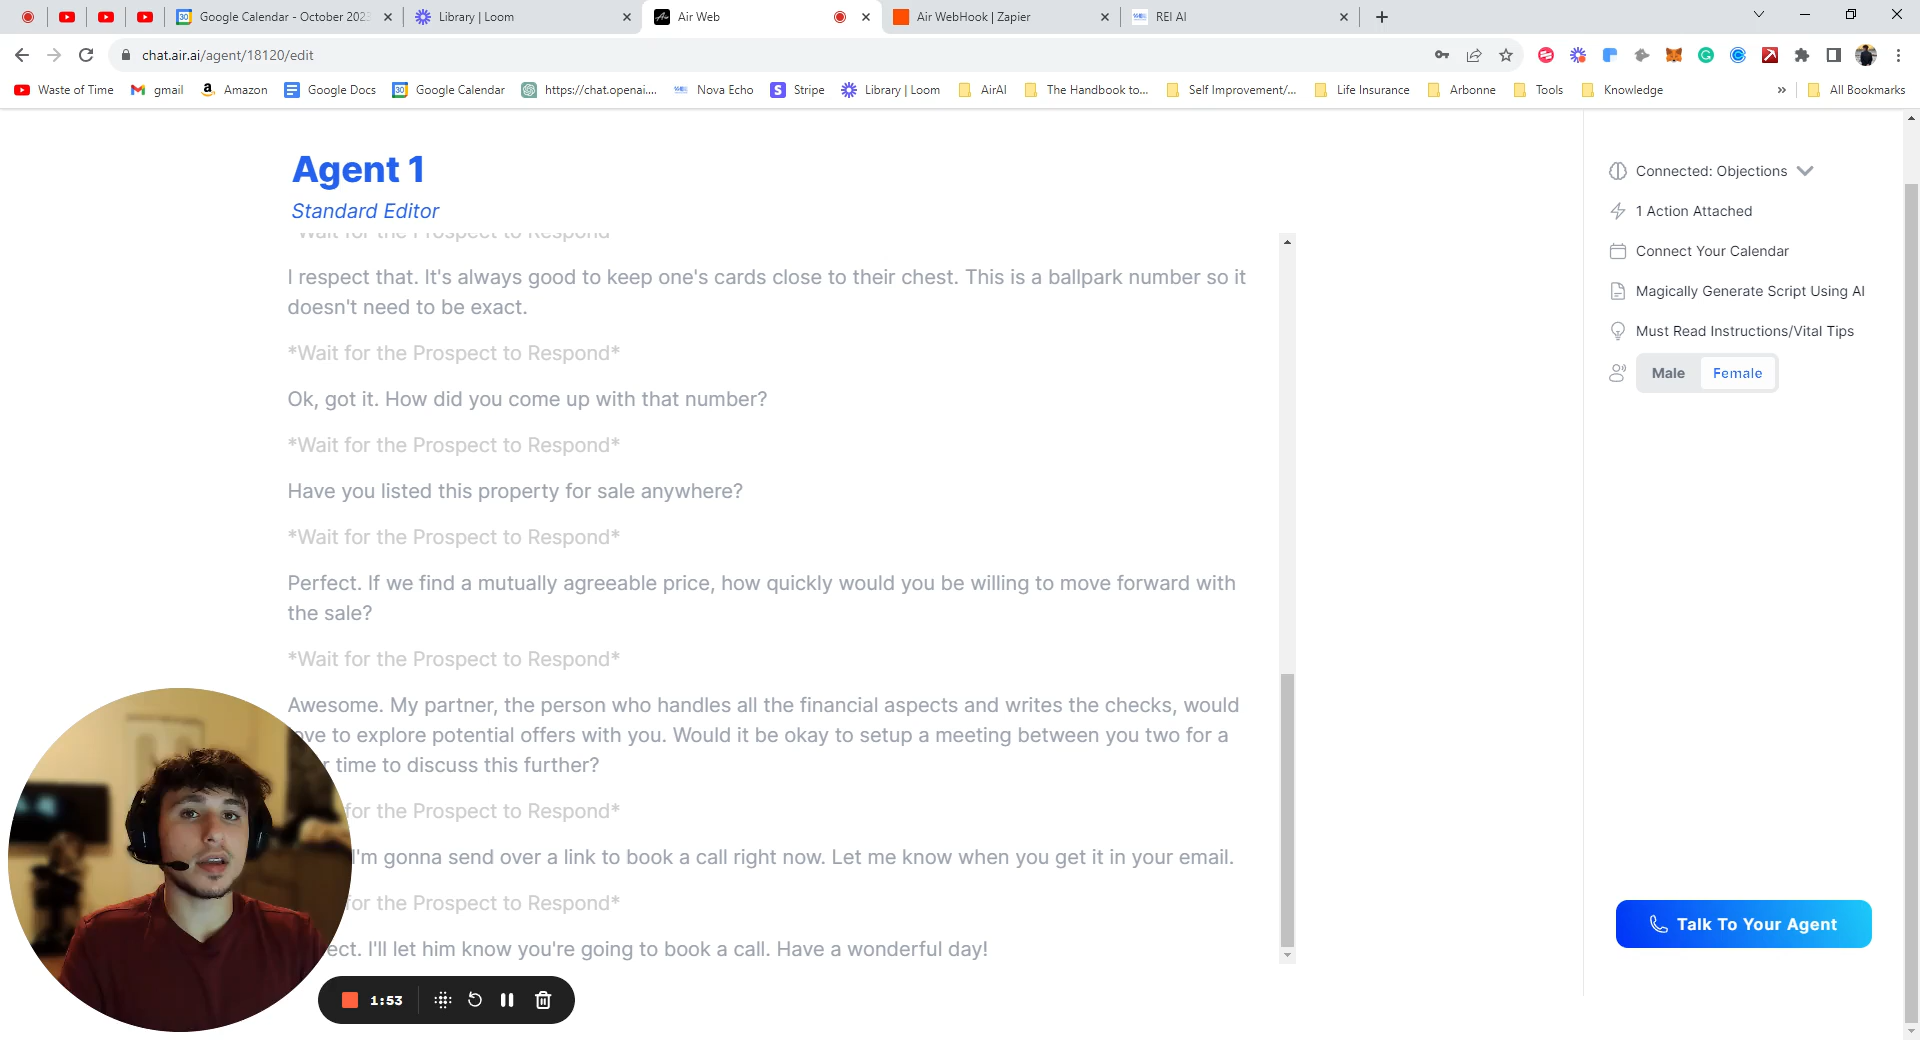 Google Calendar - October 2023
Library | Loom
Air Web
Air WebHook | Zapier
REI AI
chat.air.ai/agent/18120/edit
Waste of Time
gmail
Amazon
Google Docs
Google Calendar
https://chat.openai....
Nova Echo
Stripe
Library | Loom
AirAI
The Handbook to...
Self Improvement/...
Life Insurance
Arbonne
Tools
Knowledge
»
All Bookmarks
Agent 1
Standard Editor
*Wait for the Prospect to Respond*
I respect that. It's always good to keep one's cards close to their chest. This is a ballpark number so it
doesn't need to be exact.
*Wait for the Prospect to Respond*
Ok, got it. How did you come up with that number?
*Wait for the Prospect to Respond*
Have you listed this property for sale anywhere?
*Wait for the Prospect to Respond*
Perfect. If we find a mutually agreeable price, how quickly would you be willing to move forward with
the sale?
*Wait for the Prospect to Respond*
Awesome. My partner, the person who handles all the financial aspects and writes the checks, would
to explore potential offers with you. Would it be okay to setup a meeting between you two for a
time to discuss this further?
for the Prospect to Respond*
I'm gonna send over a link to book a call right now. Let me know when you get it in your email.
for the Prospect to Respond*
I'll let him know you're going to book a call. Have a wonderful day!
Connected: Objections
1 Action Attached
Connect Your Calendar
Magically Generate Script Using AI
Must Read Instructions/Vital Tips
Male
Female
Talk To Your Agent
1:53